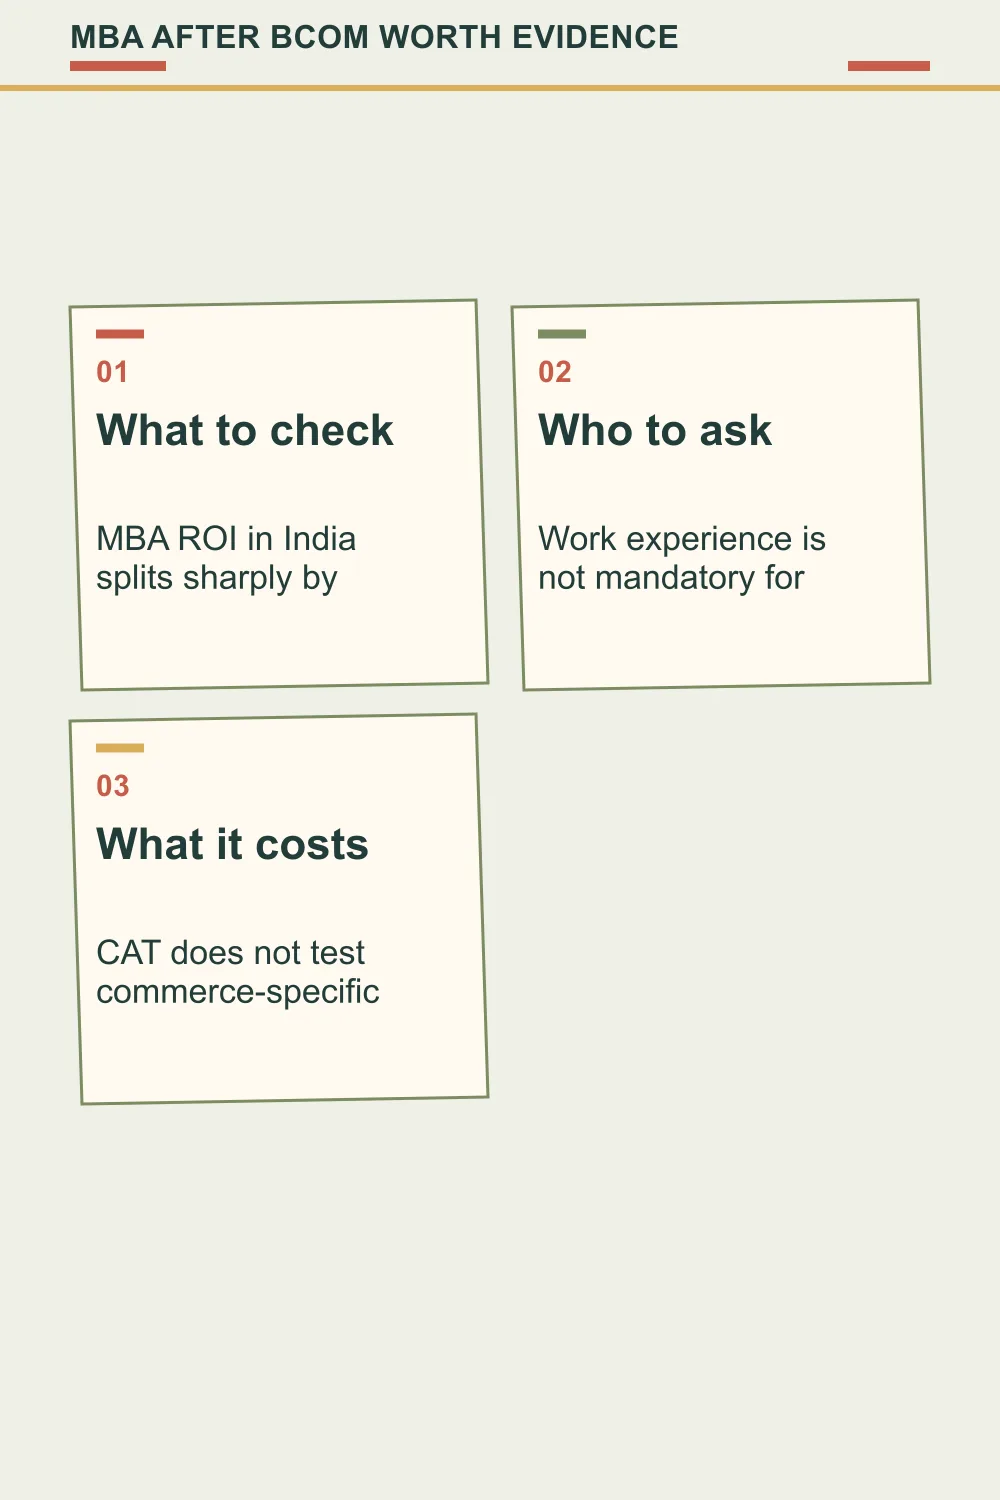 MBA AFTER BCOM WORTH EVIDENCE
01
What to check
MBA ROI in India
splits sharply by
02
Who to ask
Work experience is
not mandatory for
03
What it costs
CAT does not test
commerce-specific